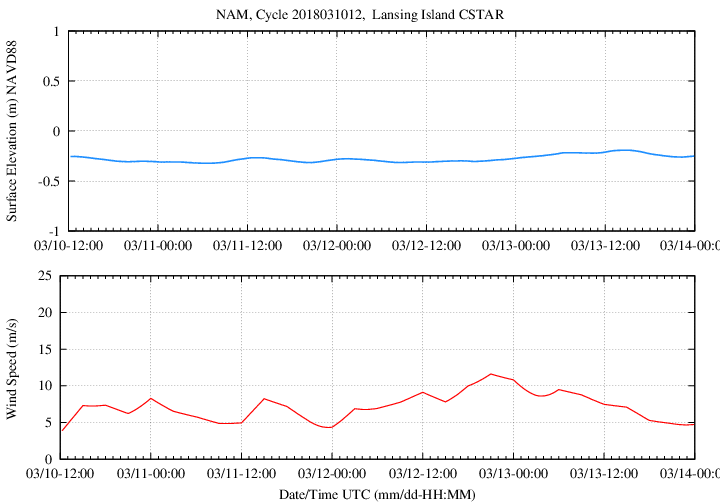 NAM, Cycle 2018031012, Lansing Island CSTAR
Surface Elevation (m) NAVD88
1
0.5
0
-0.5
-1
03/10-12:00 03/11-00:00 03/11-12:00 03/12-00:00 03/12-12:00 03/13-00:00 03/13-12:00 03/14-00:0
Wind Speed (m/s)
25
20
15
10
5
0
03/10-12:00 03/11-00:00 03/11-12:00 03/12-00:00 03/12-12:00 03/13-00:00 03/13-12:00 03/14-00:0
Date/Time UTC (mm/dd-HH:MM)